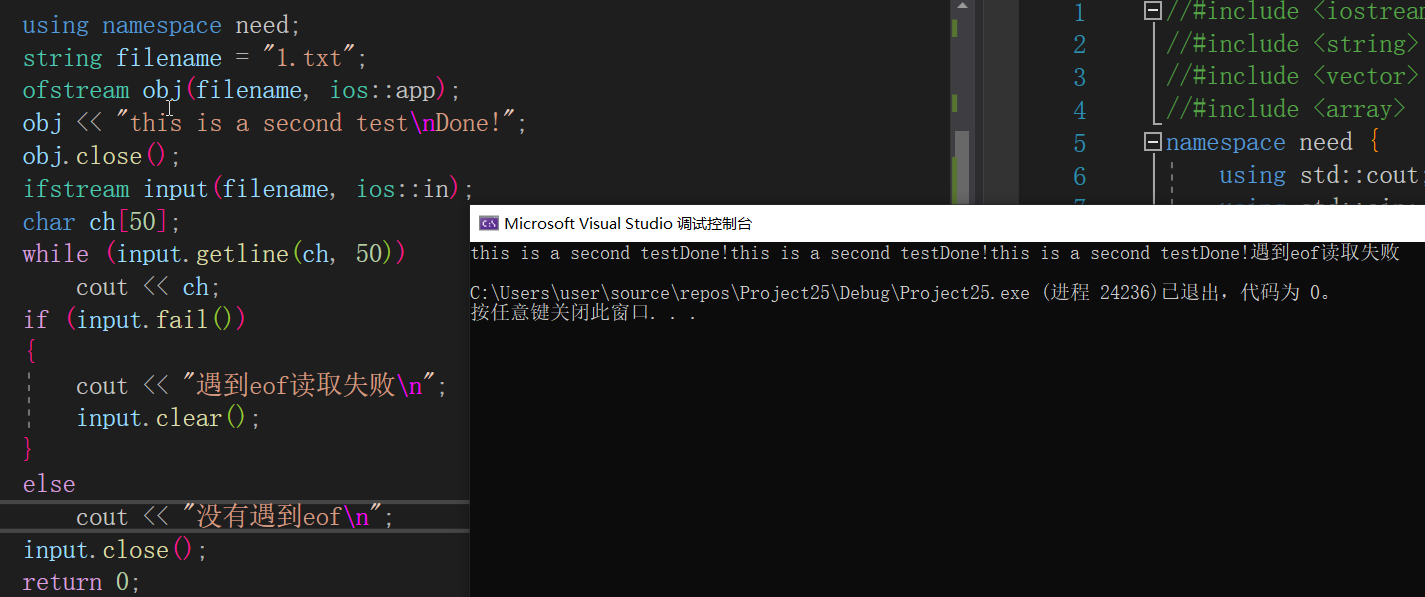 using namespace need;
string filename = "1.txt";
ofstream obj(filename, ios::app);
obj << "this is a second test\nDone!";
obj.close();
ifstream input(filename, ios::in);
char ch[50];
while (input.getline(ch, 50))
cout << ch;
if (input.fail())
{
cout << "遇到eof读取失败\n";
input.clear();
}
else
cout << "没有遇到eof\n";
input.close();
return 0;
1 //#include <iostream
2 //#include <string>
3 //#include <vector>
4 //#include <array>
5 namespace need {
6 using std::cout;
Microsoft Visual Studio 调试控制台
this is a second testDone!this is a second testDone!this is a second testDone!遇到eof读取失败
C:\Users\user\source\repos\Project25\Debug\Project25.exe (进程 24236)已退出，代码为 0。
按任意键关闭此窗口. . .